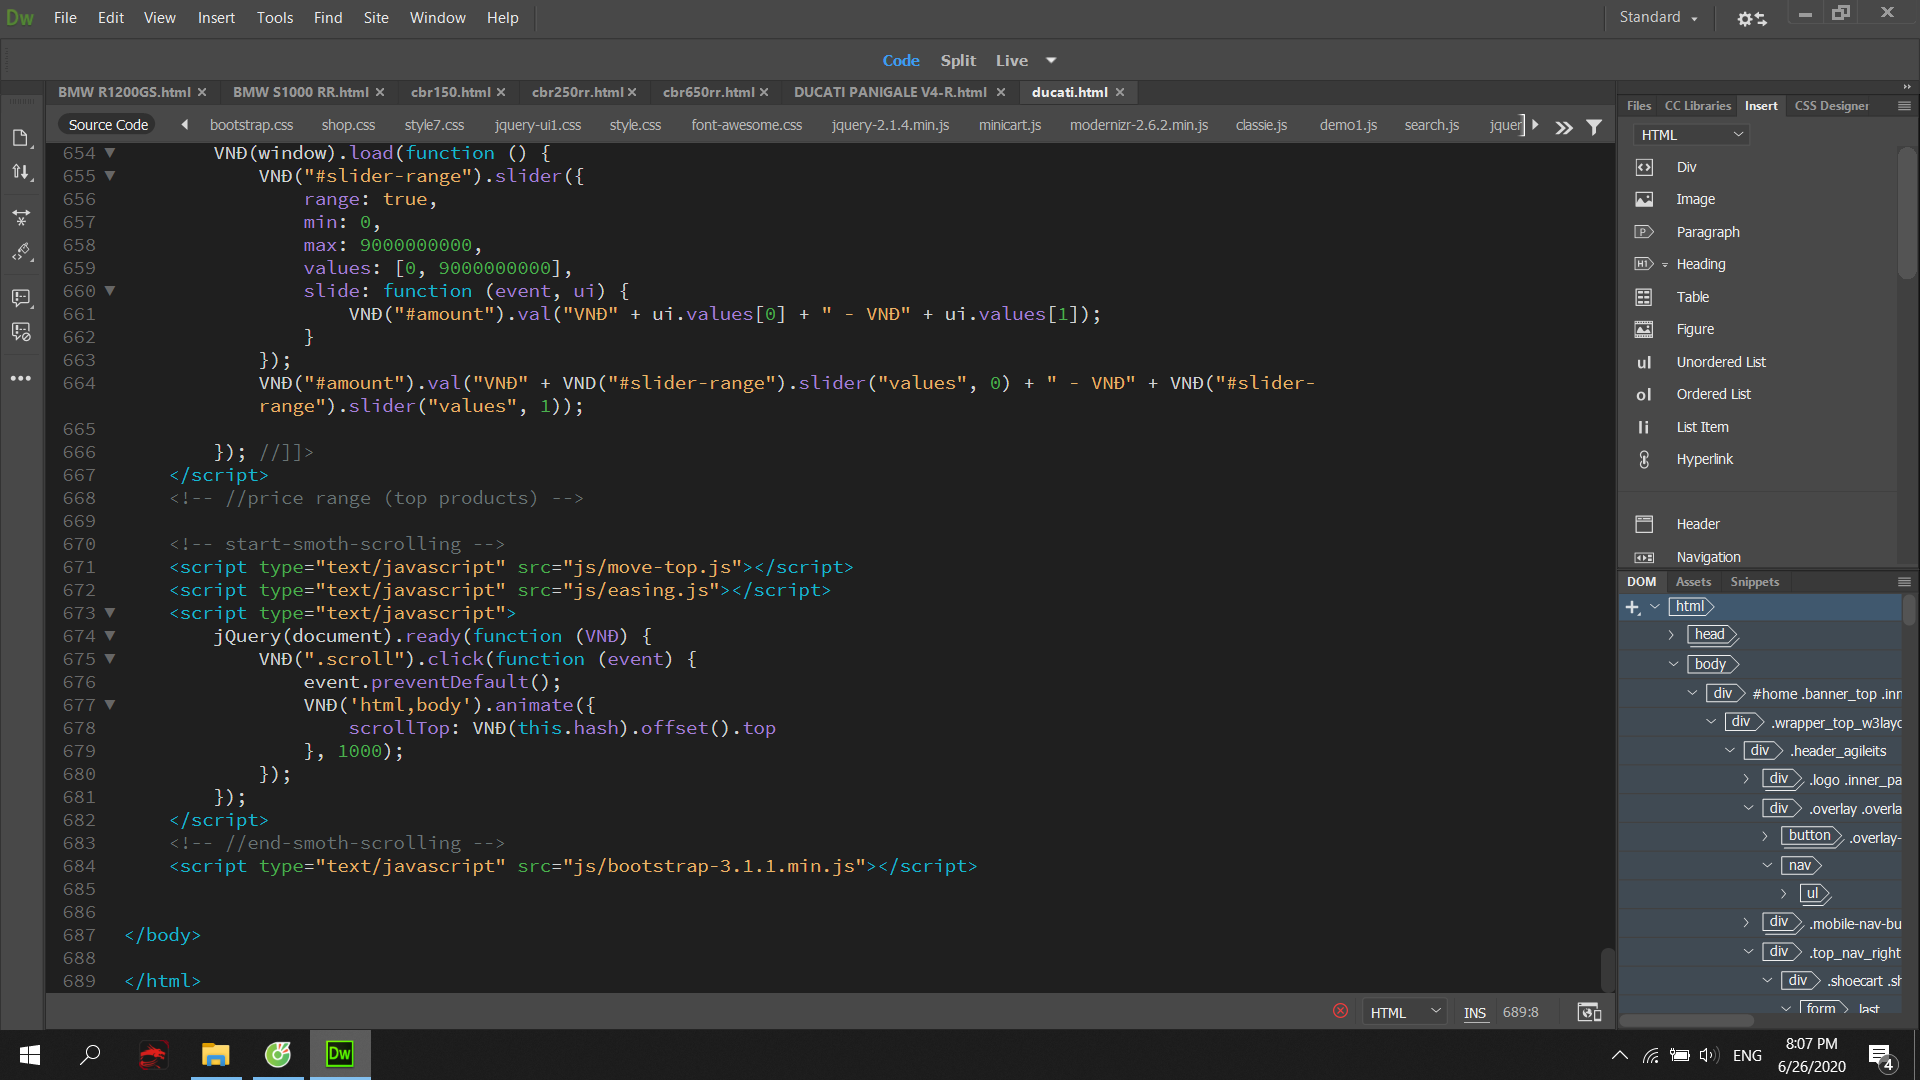 Dw File Edit View Insert Tools Find Site Window Help Standard
Code Split Live
BMW R1200GS.html BMW S1000 RR.html cbr150.html cbr250rr.html cbr650rr.html DUCATI PANIGALE V4-R.html ducati.html
Source Code bootstrap.css shop.css style7.css jquery-ui1.css style.css font-awesome.css jquery-2.1.4.min.js minicart.js modernizr-2.6.2.min.js classie.js demo1.js search.js jquer
654 VNĐ(window).load(function () {
655 VNĐ("#slider-range").slider({
656 range: true,
657 min: 0,
658 max: 9000000000,
659 values: [0, 9000000000],
660 slide: function (event, ui) {
661 VNĐ("#amount").val("VNĐ" + ui.values[0] + " - VNĐ" + ui.values[1]);
662 }
663 });
664 VNĐ("#amount").val("VNĐ" + VND("#slider-range").slider("values", 0) + " - VNĐ" + VNĐ("#slider-
range").slider("values", 1));
665
666 }); //]]>
667 </script>
668 <!-- //price range (top products) -->
669
670 <!-- start-smoth-scrolling -->
671 <script type="text/javascript" src="js/move-top.js"></script>
672 <script type="text/javascript" src="js/easing.js"></script>
673 <script type="text/javascript">
674 jQuery(document).ready(function (VNĐ) {
675 VNĐ(".scroll").click(function (event) {
676 event.preventDefault();
677 VNĐ('html,body').animate({
678 scrollTop: VNĐ(this.hash).offset().top
679 }, 1000);
680 });
681 });
682 </script>
683 <!-- //end-smoth-scrolling -->
684 <script type="text/javascript" src="js/bootstrap-3.1.1.min.js"></script>
685
686
687 </body>
688
689 </html>
HTML INS 689:8
Files CC Libraries Insert CSS Designer
HTML
Div
Image
Paragraph
Heading
Table
Figure
ul Unordered List
ol Ordered List
li List Item
Hyperlink
Header
Navigation
DOM Assets Snippets
html
head
body
div #home .banner_top .inn
div .wrapper_top_w3layo
div .header_agileits
div .logo .inner_pa
div .overlay .overla
button .overlay-
nav
ul
div .mobile-nav-bu
div .top_nav_right
div .shoecart .sh
form .last
Dw ENG 8:07 PM
6/26/2020 4